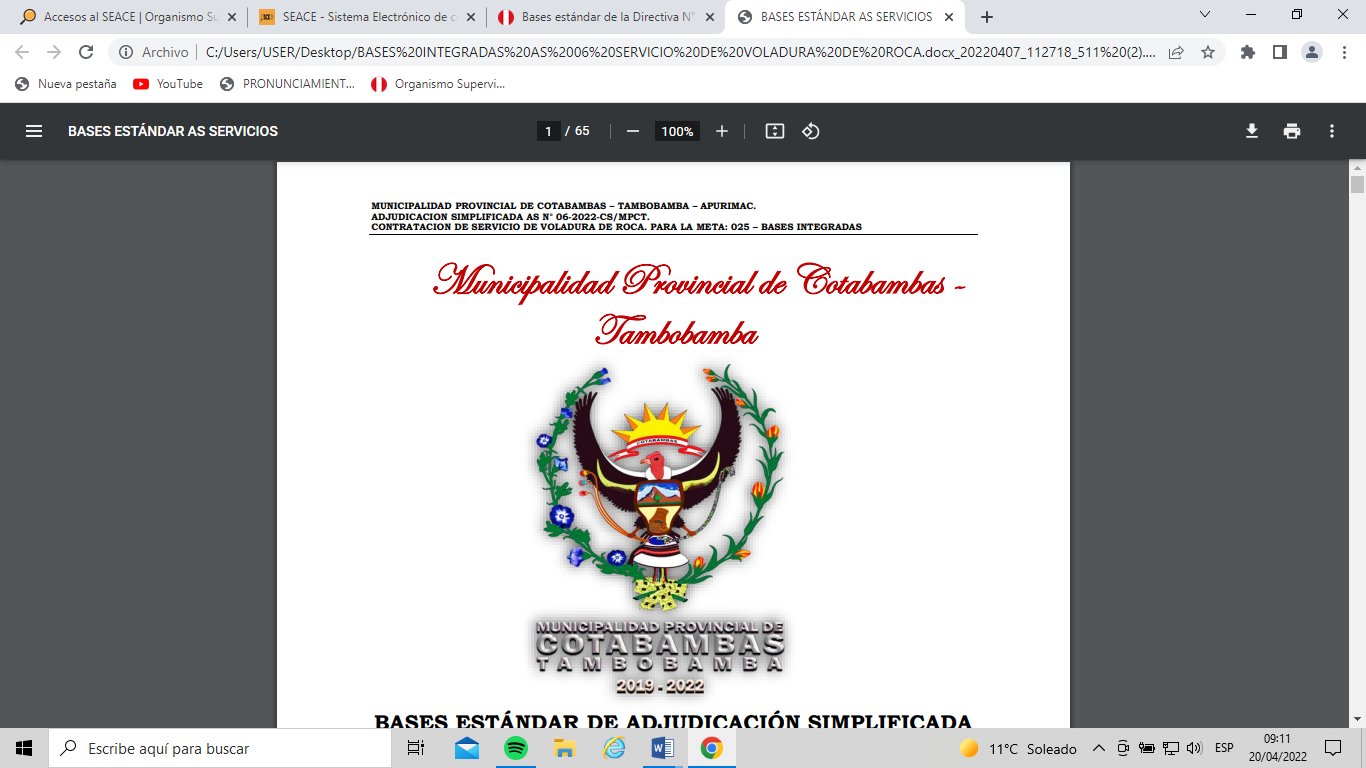 Accesos al SEACE | Organismo Su
SEACE - Sistema Electrónico de c
Bases estándar de la Directiva N°
BASES ESTÁNDAR AS SERVICIOS
Archivo
C:/Users/USER/Desktop/BASES%20INTEGRADAS%20AS%2006%20SERVICIO%20DE%20VOLADURA%20DE%20ROCA.docx_20220407_112718_511%20(2)....
Nueva pestaña
YouTube
PRONUNCIAMIENT...
Organismo Supervi...
BASES ESTÁNDAR AS SERVICIOS
1 / 65
100%
MUNICIPALIDAD PROVINCIAL DE COTABAMBAS – TAMBOBAMBA – APURIMAC.
ADJUDICACION SIMPLIFICADA AS N° 06-2022-CS/MPCT.
CONTRATACION DE SERVICIO DE VOLADURA DE ROCA. PARA LA META: 025 – BASES INTEGRADAS
Municipalidad Provincial de Cotabambas -
Tambobamba
COTABAMBAS
MUNICIPALIDAD PROVINCIAL DE
COTABAMBAS
TAMBOBAMBA
2019 - 2022
BASES ESTÁNDAR DE ADJUDICACIÓN SIMPLIFICADA
Escribe aquí para buscar
11°C Soleado
ESP
09:11
20/04/2022